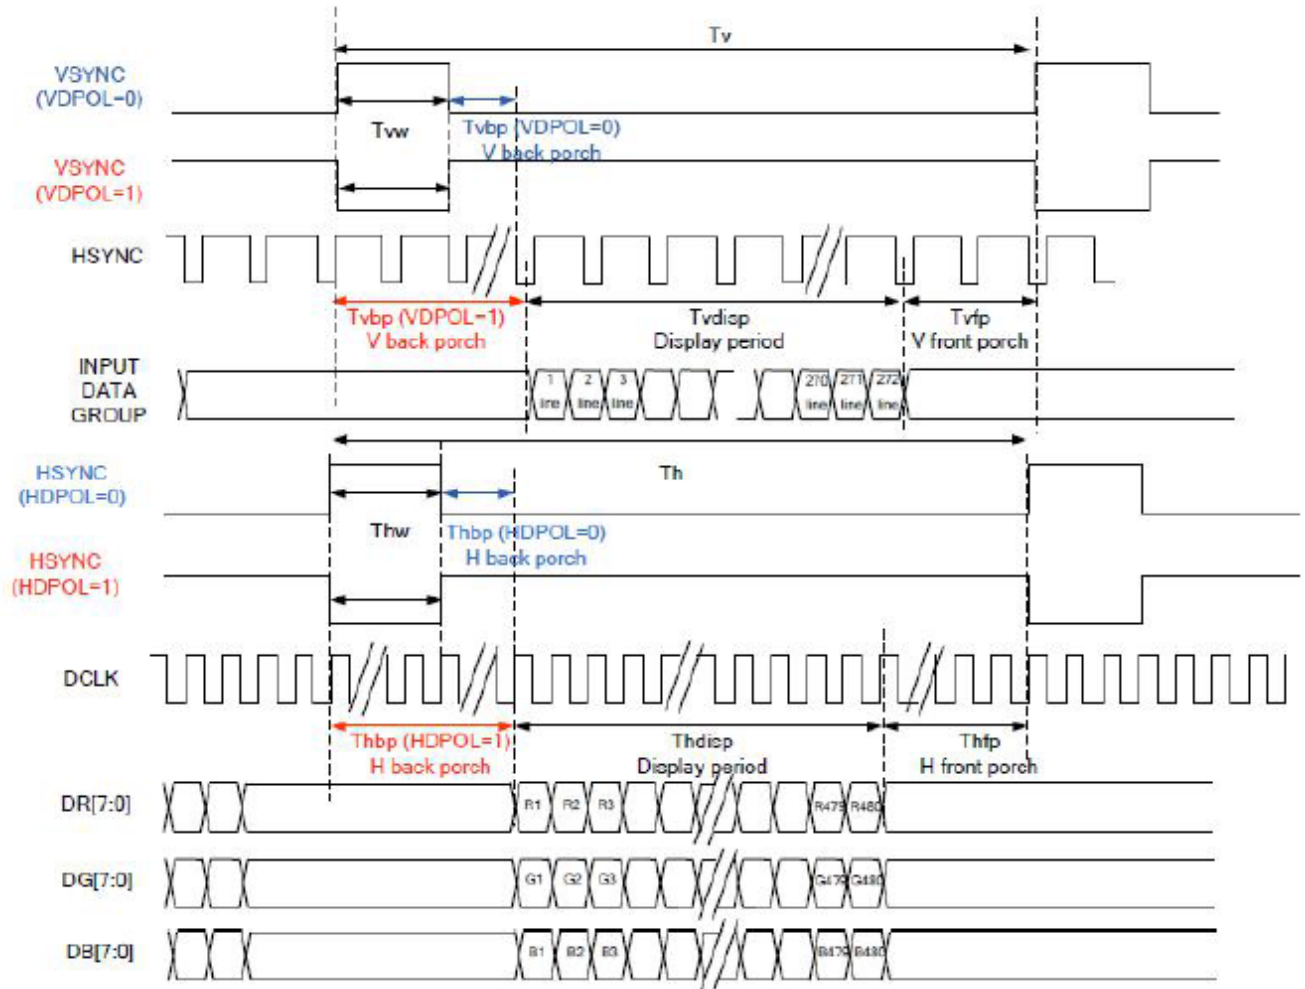 Tv
VSYNC
(VDPOL=0)
Tvw
Tvbp (VDPOL=0)
V back porch
VSYNC
(VDPOL=1)
HSYNC
Tvbp (VDPOL=1)
V back porch
Tvdisp
Display period
Tvfp
V front porch
INPUT
DATA
GROUP
1 line
2 line
3 line
270 line
271 line
272 line
Th
HSYNC
(HDPOL=0)
Thw
Thbp (HDPOL=0)
H back porch
HSYNC
(HDPOL=1)
DCLK
Thbp (HDPOL=1)
H back porch
Thdisp
Display period
Thfp
H front porch
DR[7:0] R1 R2 R3 R479 R480
DG[7:0] G1 G2 G3 G479 G480
DB[7:0] B1 B2 B3 B479 B480